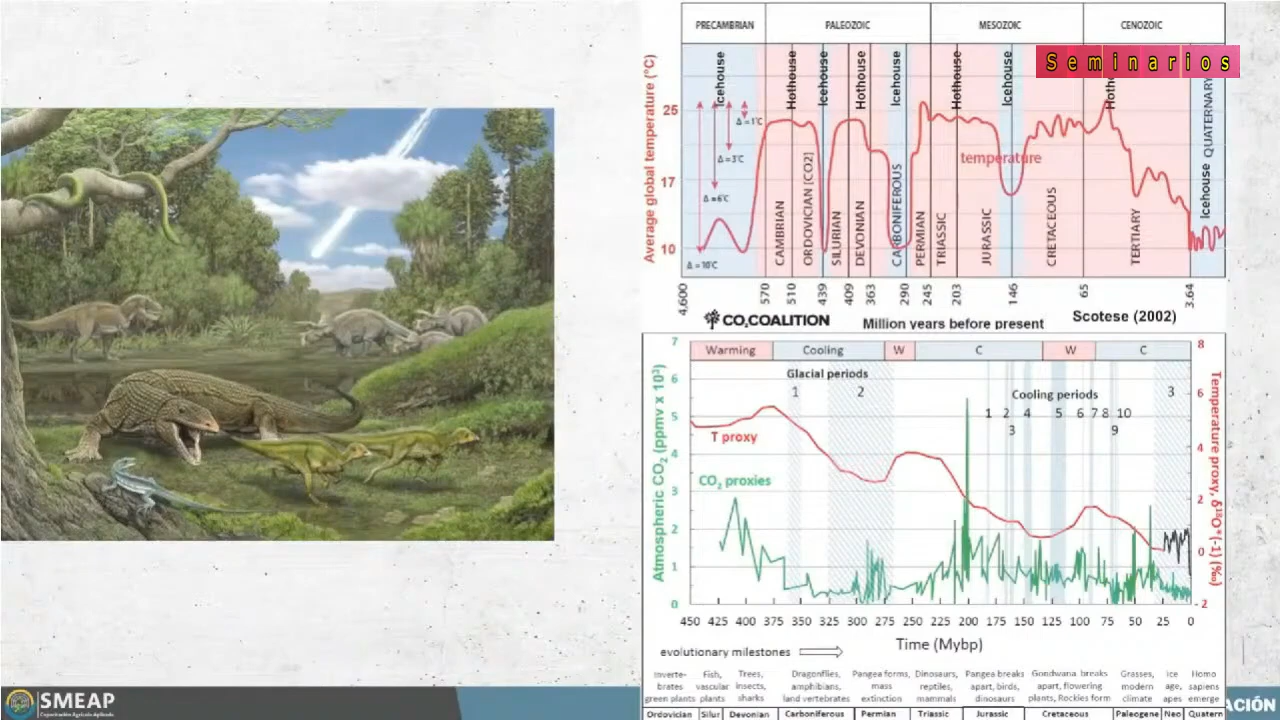 PRECAMBRIAN PALEOZOIC MESOZOIC CENOZOIC
Seminarios
Average global temperature (°C)
25
17
10
Icehouse
Hothouse
Icehouse
Hothouse
Icehouse
Hothouse
Icehouse
Icehouse QUATERNARY
Δ = 1°C
Δ = 3°C
Δ = 6°C
Δ = 10°C
temperature
CAMBRIAN
ORDOVICIAN [CO2]
SILURIAN
DEVONIAN
CARBONIFEROUS
PERMIAN
TRIASSIC
JURASSIC
CRETACEOUS
TERTIARY
4,600 570 510 439 409 363 290 245 203 146 65 3.64
CO₂COALITION Million years before present Scotese (2002)
Warming Cooling W C W C
Glacial periods
1 2 3
Cooling periods
1 2 4 5 6 7 8 10
3 9
T proxy
CO₂ proxies
Atmospheric CO₂ (ppmv x 10³)
7
6
5
4
3
2
1
0
Temperature proxy, δ¹⁸O*(-1) (‰)
8
6
4
2
0
-2
450 425 400 375 350 325 300 275 250 225 200 175 150 125 100 75 50 25 0
Time (Mybp)
evolutionary milestones
Inverte- Fish, Trees, Dragonflies, Pangea forms, Dinosaurs, Pangea breaks Gondwana breaks Grasses, Ice Homo
brates vascular insects, amphibians, mass reptiles, apart, birds, apart, flowering modern age, sapiens
green plants plants sharks land vertebrates extinction mammals dinosaurs plants, Rockies form climate apes emerge
Ordovician Silur Devonian Carboniferous Permian Triassic Jurassic Cretaceous Paleogene Neo Quatern
SMEAP
ACIÓN